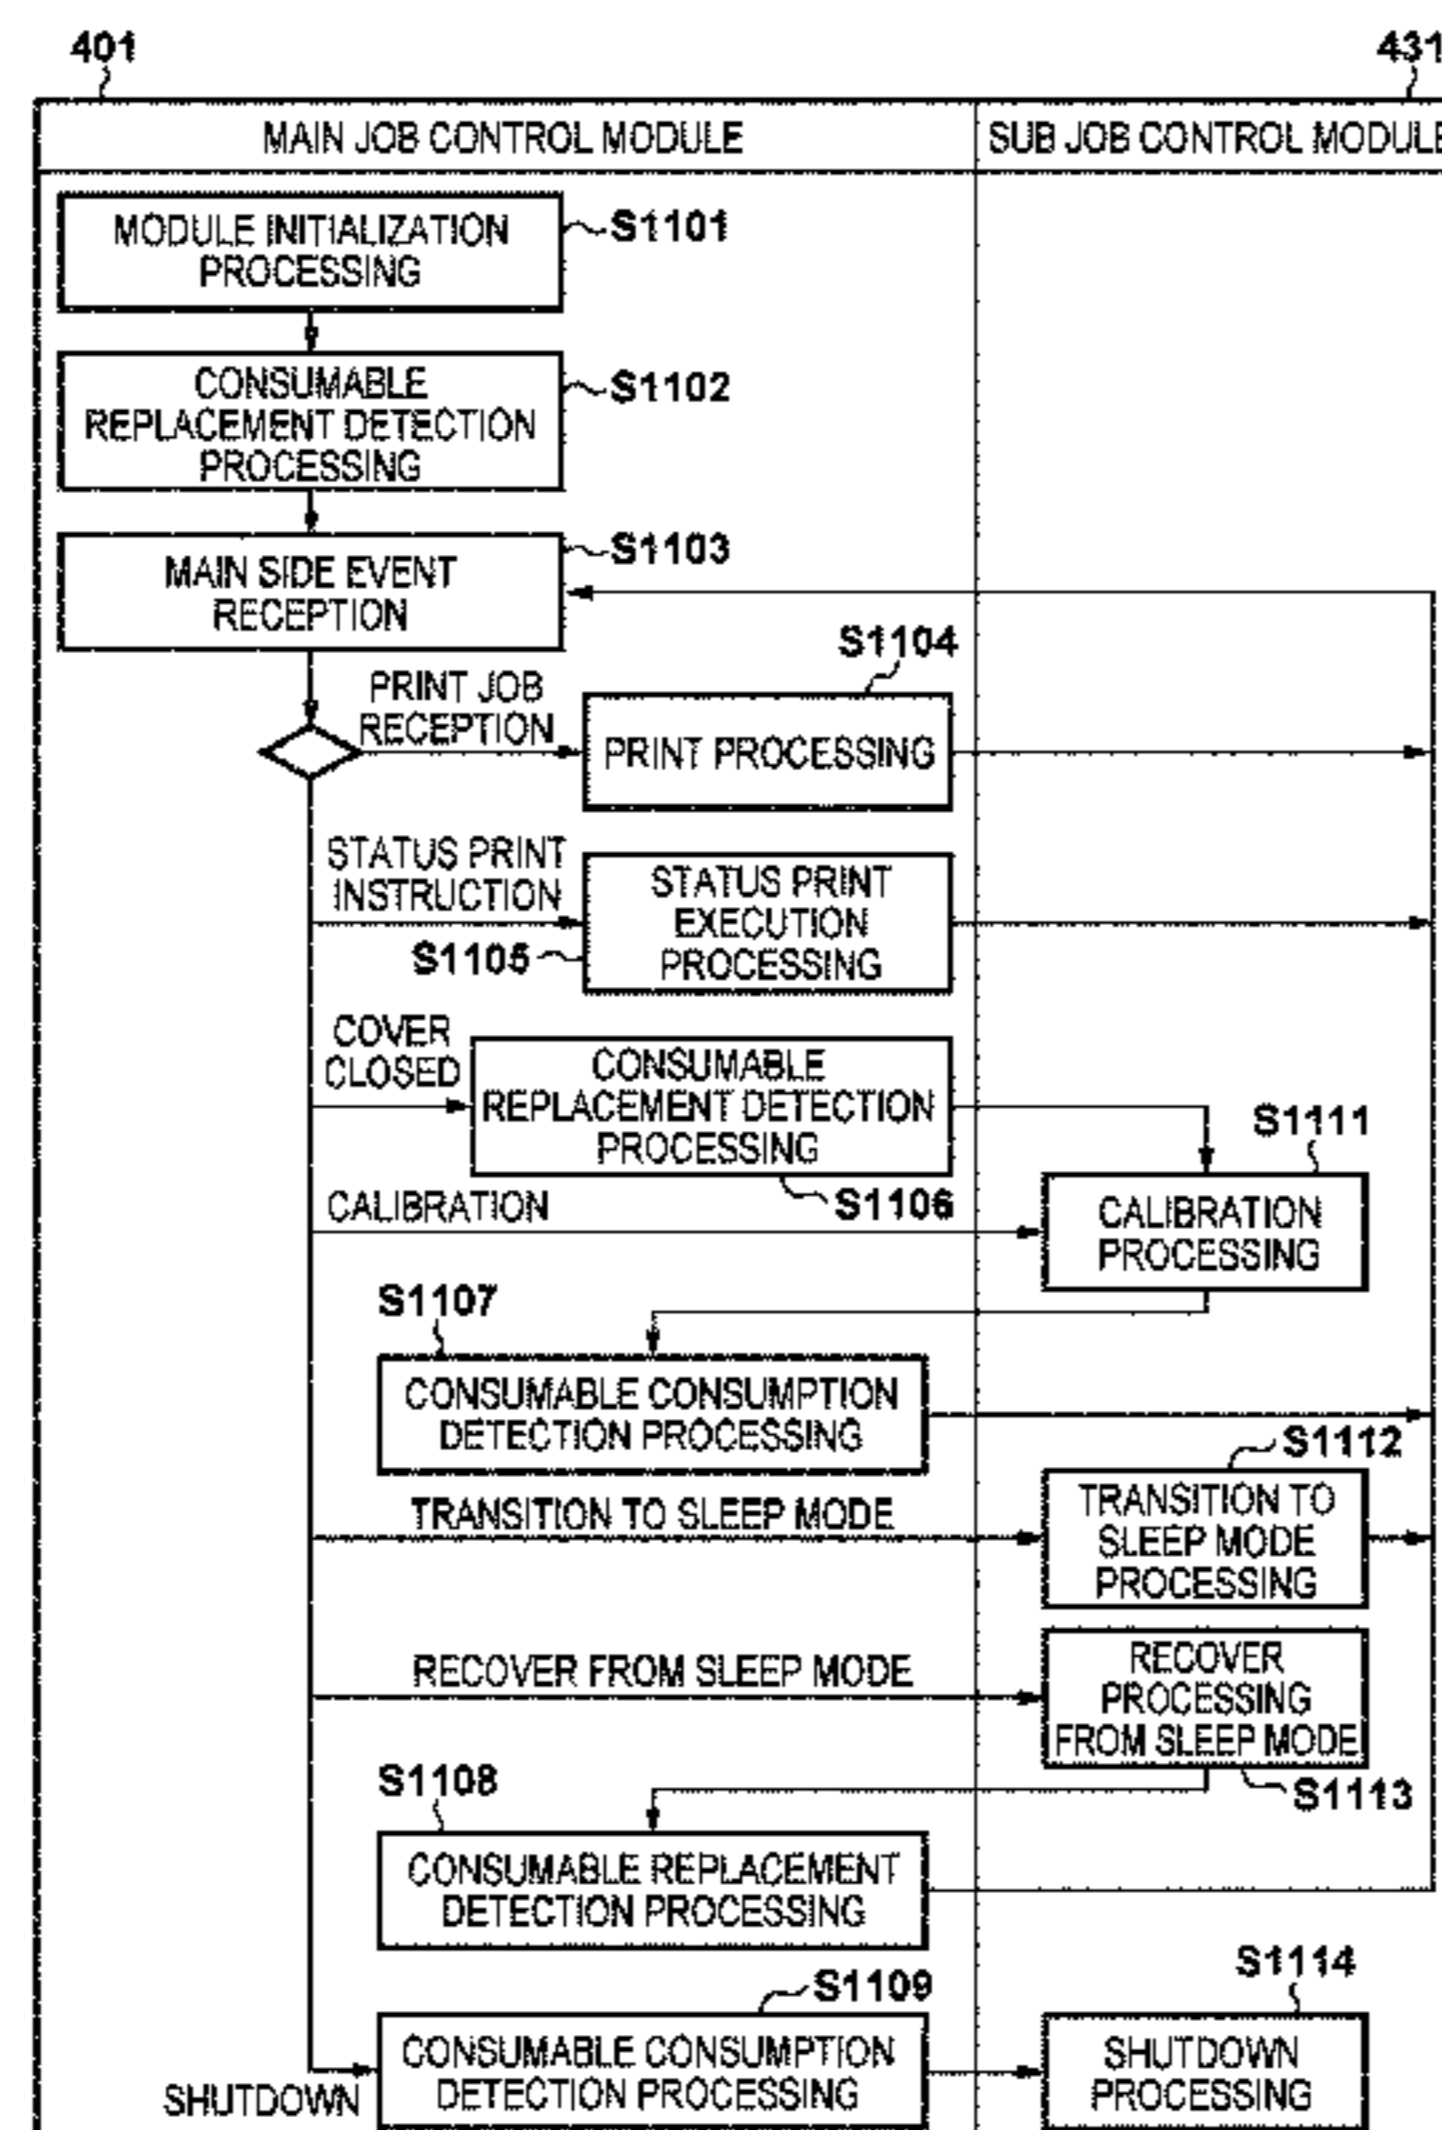 401
431
MAIN JOB CONTROL MODULE
SUB JOB CONTROL MODULE
MODULE INITIALIZATION
PROCESSING
S1101
CONSUMABLE
REPLACEMENT DETECTION
PROCESSING
S1102
MAIN SIDE EVENT
RECEPTION
S1103
S1104
PRINT JOB
RECEPTION
PRINT PROCESSING
STATUS PRINT
INSTRUCTION
STATUS PRINT
EXECUTION
PROCESSING
S1105
COVER
CLOSED
CONSUMABLE
REPLACEMENT DETECTION
PROCESSING
S1106
S1111
CALIBRATION
CALIBRATION
PROCESSING
S1107
CONSUMABLE CONSUMPTION
DETECTION PROCESSING
S1112
TRANSITION TO SLEEP MODE
TRANSITION TO
SLEEP MODE
PROCESSING
RECOVER FROM SLEEP MODE
RECOVER
PROCESSING
FROM SLEEP MODE
S1113
S1108
CONSUMABLE REPLACEMENT
DETECTION PROCESSING
S1109
S1114
SHUTDOWN
CONSUMABLE CONSUMPTION
DETECTION PROCESSING
SHUTDOWN
PROCESSING